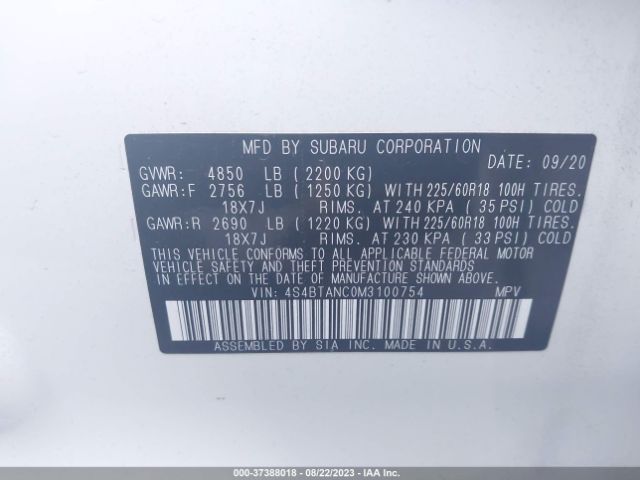 MFD BY SUBARU CORPORATION
DATE: 09/20
GVWR: 4850 LB ( 2200 KG)
GAWR:F 2756 LB ( 1250 KG) WITH 225/60R18 100H TIRES.
18X7J RIMS. AT 240 KPA ( 35 PSI) COLD
GAWR:R 2690 LB ( 1220 KG) WITH 225/60R18 100H TIRES.
18X7J RIMS. AT 230 KPA ( 33 PSI) COLD
THIS VEHICLE CONFORMS TO ALL APPLICABLE FEDERAL MOTOR
VEHICLE SAFETY AND THEFT PREVENTION STANDARDS
IN EFFECT ON THE DATE OF MANUFACTURE SHOWN ABOVE.
VIN: 4S4BTANC0M3100754 MPV
ASSEMBLED BY SIA INC. MADE IN U.S.A.
000-37388018 - 08/22/2023 - IAA Inc.